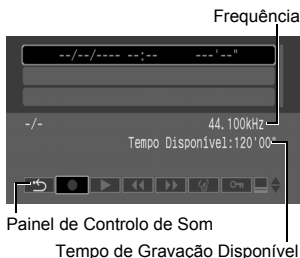 Frequência
--/--/---- --:--   ---'--"
-/-
44.100kHz
Tempo Disponível:120'00"
Painel de Controlo de Som
Tempo de Gravação Disponível